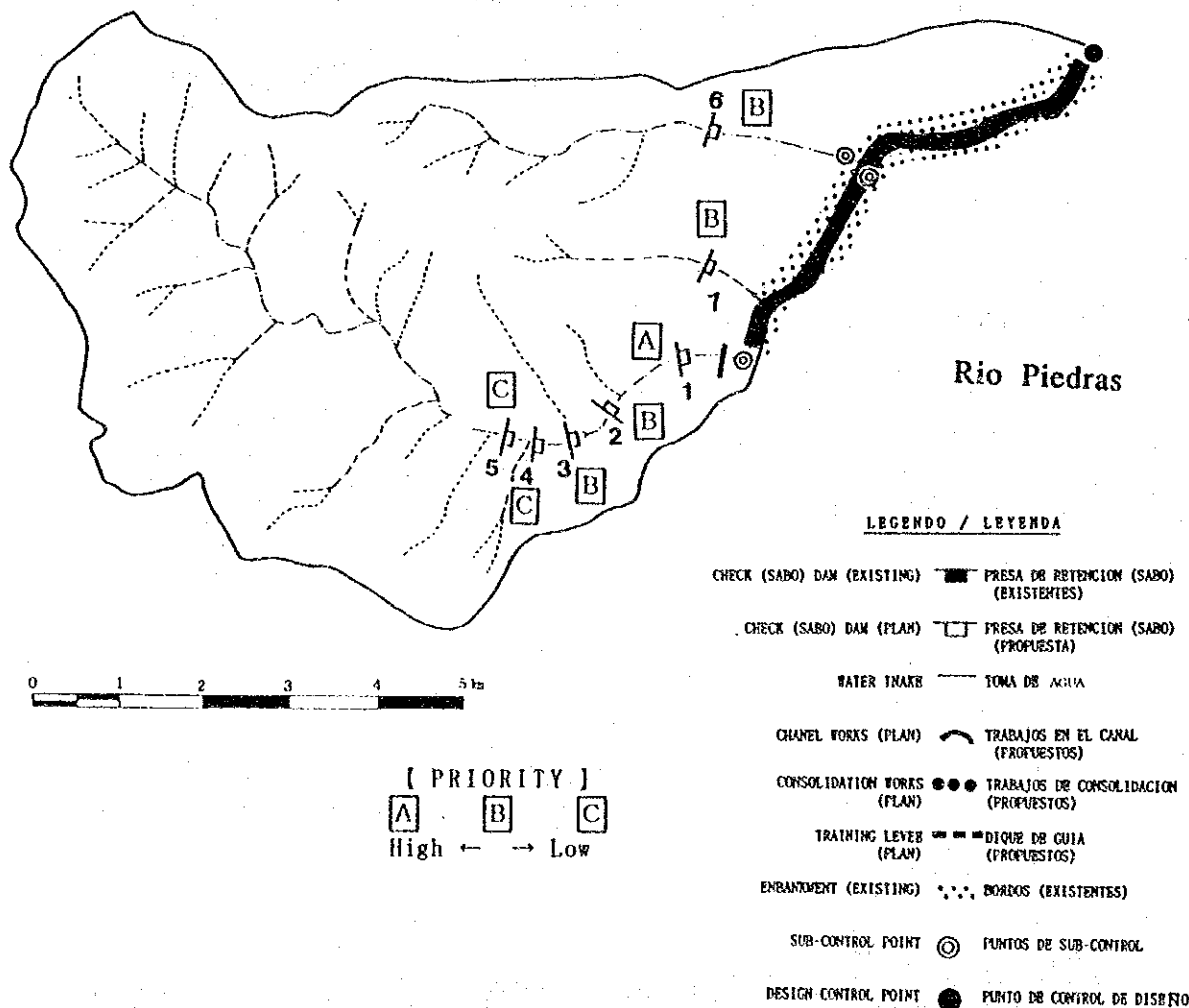 6 B
B
7
A
1
Rio Piedras
C
2 B
5 4 3
B
C
LEGENDO / LEYENDA
CHECK (SABO) DAM (EXISTING) PRESA DE RETENCION (SABO)
(EXISTENTES)
CHECK (SABO) DAM (PLAN) PRESA DE RETENCION (SABO)
(PROPUESTA)
WATER INAKE TOMA DE AGUA
CHANEL WORKS (PLAN) TRABAJOS EN EL CANAL
(PROPUESTOS)
CONSOLIDATION WORKS TRABAJOS DE CONSOLIDACION
(PLAN) (PROPUESTOS)
TRAINING LEVEE DIQUE DE GUIA
(PLAN) (PROPUESTOS)
ENBANKMENT (EXISTING) BORDOS (EXISTENTES)
SUB-CONTROL POINT PUNTOS DE SUB-CONTROL
DESIGN CONTROL POINT PUNTO DE CONTROL DE DISEÑO
0 1 2 3 4 5 km
[ PRIORITY ]
A B C
High ← → Low